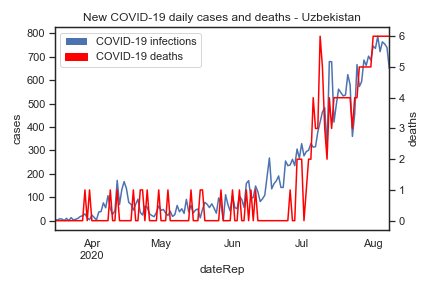 New COVID-19 daily cases and deaths - Uzbekistan
COVID-19 infections
COVID-19 deaths
cases
800
700
600
500
400
300
200
100
0
6
5
4
3
2
1
0
deaths
Apr
2020
May
Jun
Jul
Aug
dateRep